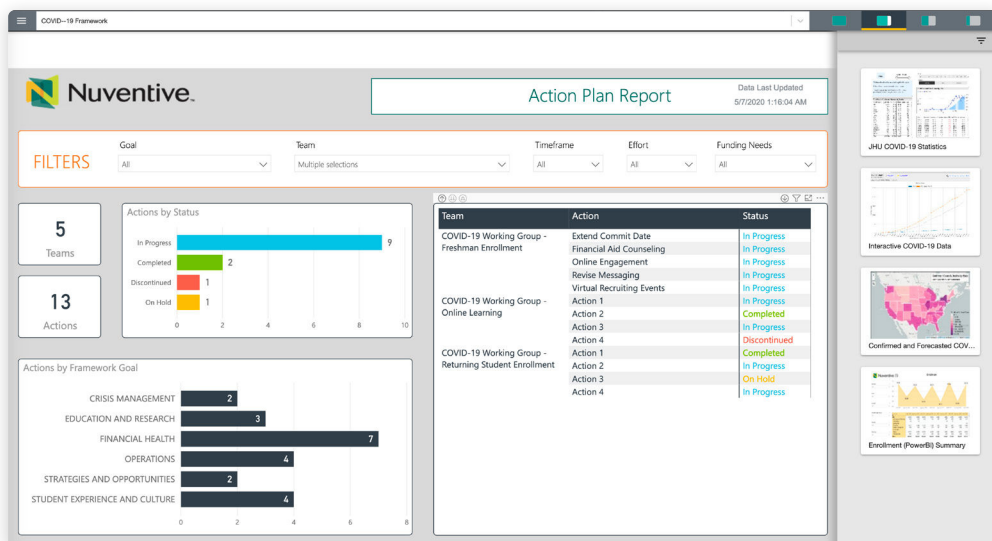 COVID--19 Framework
Nuventive.
Action Plan Report
Data Last Updated
5/7/2020 1:16:04 AM
FILTERS
Goal
All
Team
Multiple selections
Timeframe
All
Effort
All
Funding Needs
All
5
Teams
13
Actions
Actions by Status
In Progress 9
Completed 2
Discontinued 1
On Hold 1
0 2 4 6 8 10
Actions by Framework Goal
CRISIS MANAGEMENT 2
EDUCATION AND RESEARCH 3
FINANCIAL HEALTH 7
OPERATIONS 4
STRATEGIES AND OPPORTUNITIES 2
STUDENT EXPERIENCE AND CULTURE 4
0 2 4 6 8
Team Action Status
COVID-19 Working Group - Extend Commit Date In Progress
Freshman Enrollment Financial Aid Counseling In Progress
Online Engagement In Progress
Revise Messaging In Progress
Virtual Recruiting Events In Progress
COVID-19 Working Group - Action 1 In Progress
Online Learning Action 2 Completed
Action 3 In Progress
Action 4 Discontinued
COVID-19 Working Group - Action 1 Completed
Returning Student Enrollment Action 2 In Progress
Action 3 On Hold
Action 4 In Progress
JHU COVID-19 Statistics
Interactive COVID-19 Data
Confirmed and Forecasted COV...
Nuventive
Enrollment (PowerBI) Summary